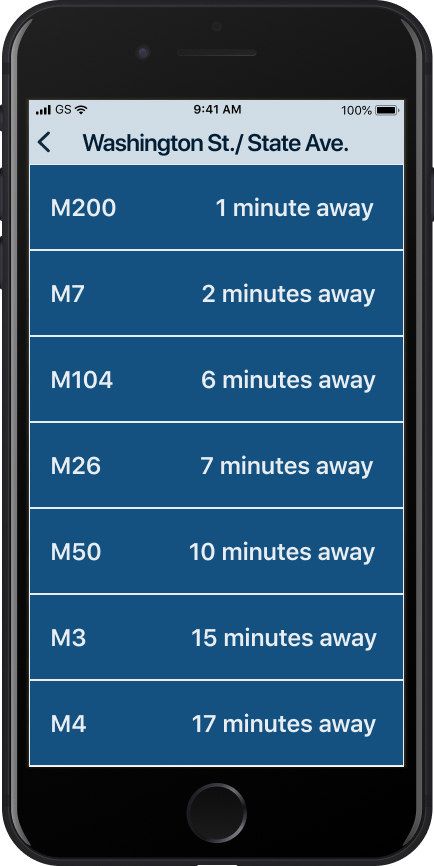 GS 9:41 AM 100%
Washington St./ State Ave.
M200 1 minute away
M7 2 minutes away
M104 6 minutes away
M26 7 minutes away
M50 10 minutes away
M3 15 minutes away
M4 17 minutes away